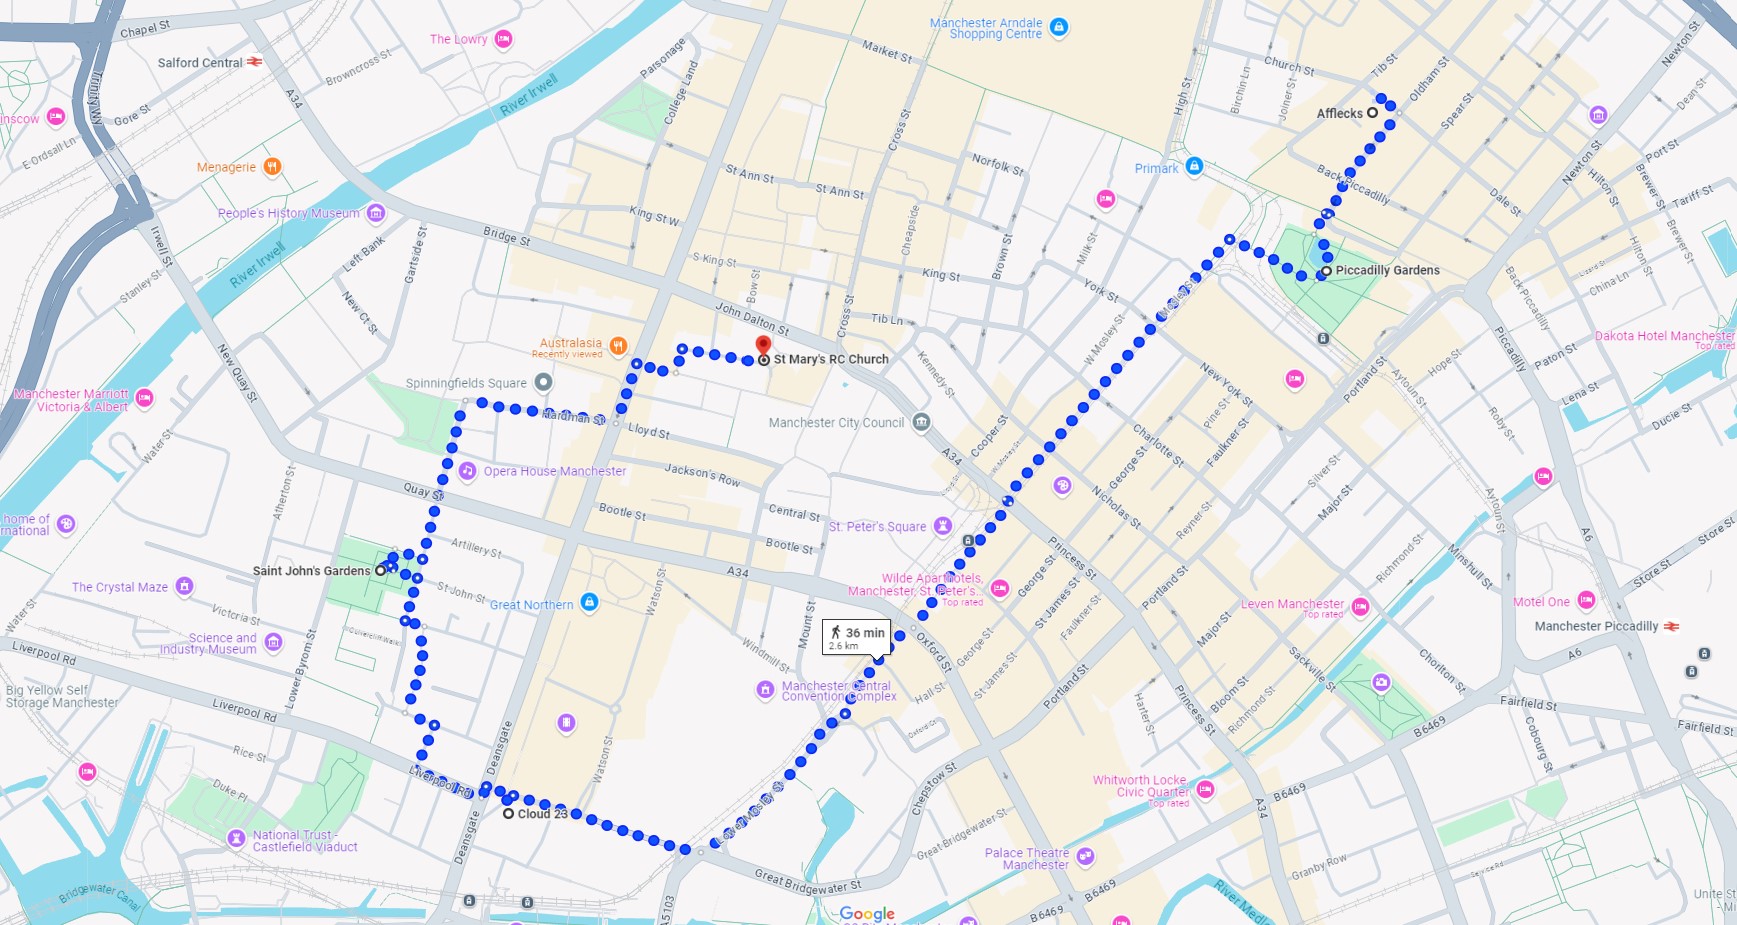 Chapel St
The Lowry
Manchester Arndale
Shopping Centre
Market St
Parsonage
College Land
Salford Central
Browncross St
River Irwell
Church St
Tib St
Oldham St
Newton St
Trinity Way
A34
Gore St
High St
Birchin Ln
Joiner St
Afflecks
Spear St
Dean St
E Ordsall Ln
Menagerie
Cross St
St Ann St
St Ann St
Norfolk St
Primark
Back Piccadilly
Newton St
Port St
Hilton St
Brewer St
Tariff St
Dale St
People's History Museum
King St W
Cheapside
Bridge St
Irwell St
Left Bank
Gartside St
River Irwell
Stanley St
S King St
King St
Brown St
Milk St
Hilton St
Brewer St
Piccadilly Gardens
China Ln
Back Piccadilly
New Ct St
Bow St
York St
Mosley St
John Dalton St
Cross St
Tib Ln
W Mosley St
Piccadilly
Dakota Hotel Manchester
Top rated
Paton St
Australasia
Recently viewed
St Mary's RC Church
Kennedy St
New York St
Portland St
Aytoun St
Hope St
New Quay St
Spinningfields Square
Manchester Marriott
Victoria & Albert
Hardman St
Lloyd St
Manchester City Council
Cooper St
Pine St
Faulkner St
Charlotte St
George St
Roby St
Lena St
Ducie St
Water St
Opera House Manchester
Jackson's Row
A34
W Mosley St
Silver St
Quay St
Atherton St
Bootle St
Central St
Bootle St
St. Peter's Square
Nicholas St
Major St
Reyner St
Aytoun St
A6
Store St
home of
Artillery St
Saint John's Gardens
A34
Princess St
George St
Richmond St
Minshull St
Store St
The Crystal Maze
St John St
Great Northern
Watson St
Wilde Aparthotels,
Manchester, St. Peter's...
Top rated
St James St
Faulkner St
Portland St
Leven Manchester
Top rated
Motel One
Water St
Victoria St
Science and
Industry Museum
Culvercliff Walk
Lower Byrom St
Mount St
36 min
2.6 km
Oxford St
George St
Major St
Manchester Piccadilly
A6
Liverpool Rd
Windmill St
Manchester Central
Convention Complex
Hall St
St James St
Portland St
Sackville St
Chorlton St
Big Yellow Self
Storage Manchester
Liverpool Rd
Bloom St
Richmond St
Princess St
Harter St
Fairfield St
Fairfield St
B6469
Cobourg St
Rice St
Deansgate
Watson St
Oxford Ct
Duke Pl
Liverpool Rd
Chepstow St
Whitworth Locke,
Civic Quarter
Top rated
B6469
A34
Cloud 23
Lower Mosley St
National Trust -
Castlefield Viaduct
Deansgate
Great Bridgewater St
Palace Theatre
Manchester
Granby Row
Great Bridgewater St
Bridgewater Canal
A5103
B6469
B6469
River Medl
Google
Unite St